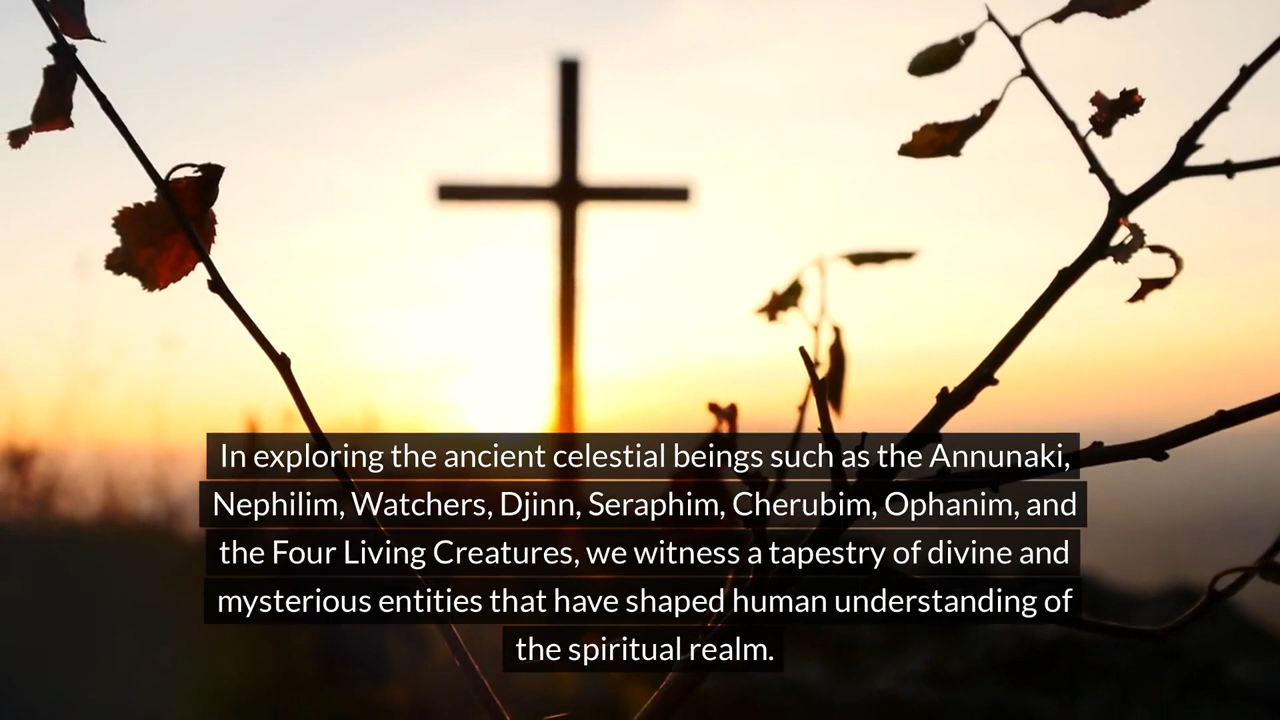 In exploring the ancient celestial beings such as the Annunaki,
Nephilim, Watchers, Djinn, Seraphim, Cherubim, Ophanim, and
the Four Living Creatures, we witness a tapestry of divine and
mysterious entities that have shaped human understanding of
the spiritual realm.